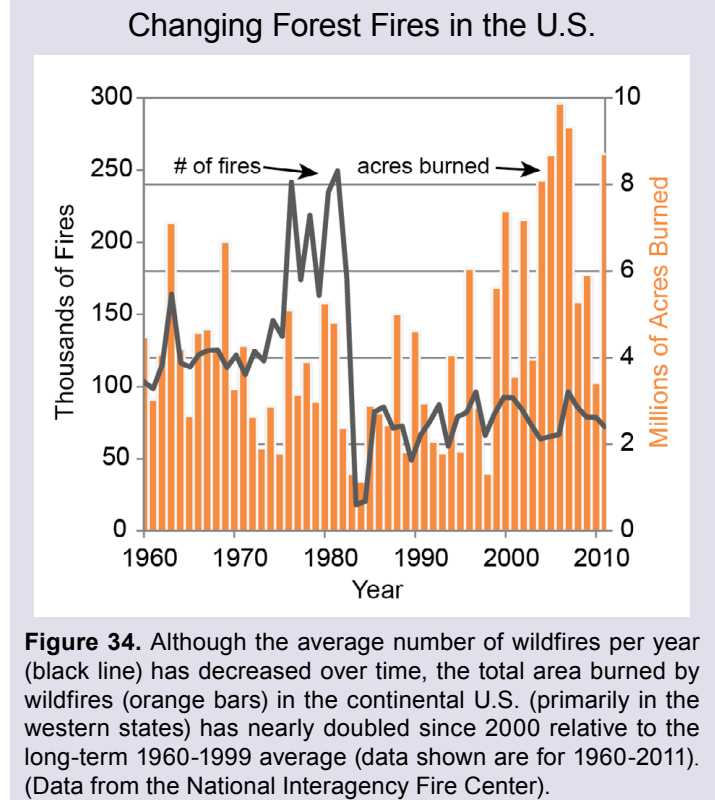 Changing Forest Fires in the U.S.
300
250
200
150
100
50
0
Thousands of Fires
# of fires
acres burned
10
8
6
4
2
0
Millions of Acres Burned
1960
1970
1980
1990
2000
2010
Year
Figure 34. Although the average number of wildfires per year
(black line) has decreased over time, the total area burned by
wildfires (orange bars) in the continental U.S. (primarily in the
western states) has nearly doubled since 2000 relative to the
long-term 1960-1999 average (data shown are for 1960-2011).
(Data from the National Interagency Fire Center).